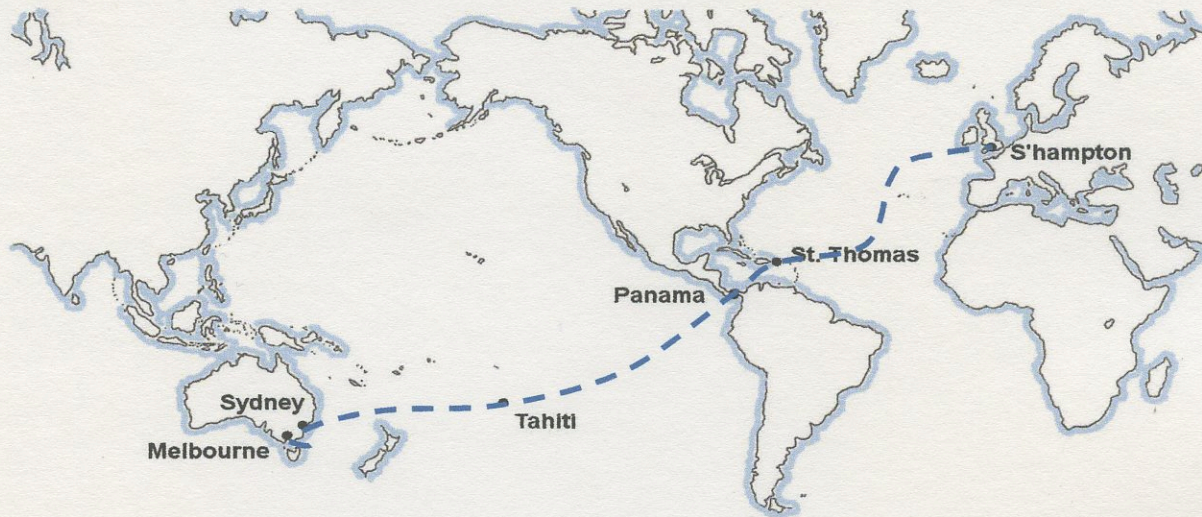 S'hampton
St. Thomas
Panama
Sydney
Tahiti
Melbourne